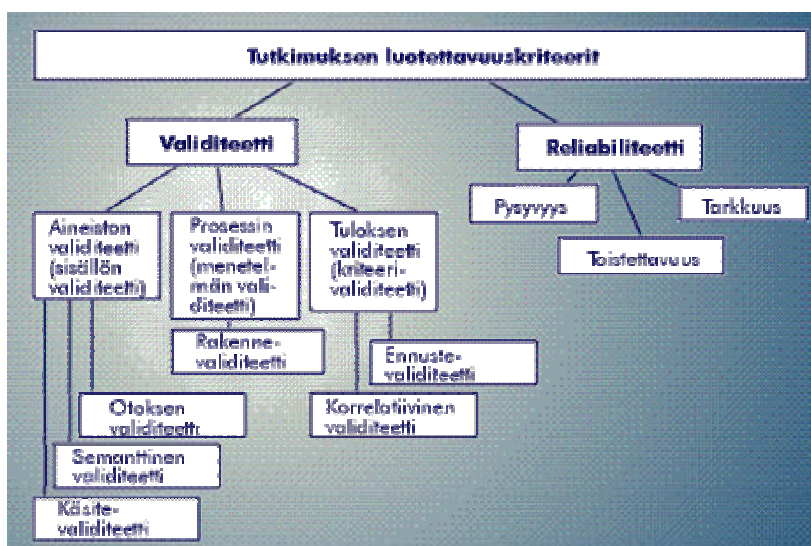 Tutkimuksen luotettavuuskriteerit
Validiteetti
Reliabiliteetti
Aineiston
validiteetti
(sisällön
validiteetti)
Prosessin
validiteetti
(menetel-
män vali-
diteetti)
Tuloksen
validiteetti
(kriteeri-
validiteetti)
Pysyvyys
Tarkkuus
Toistettavuus
Rakenne-
validiteetti
Ennuste-
validiteetti
Otoksen
validiteetti
Korrelatiivinen
validiteetti
Semanttinen
validiteetti
Käsite-
validiteetti